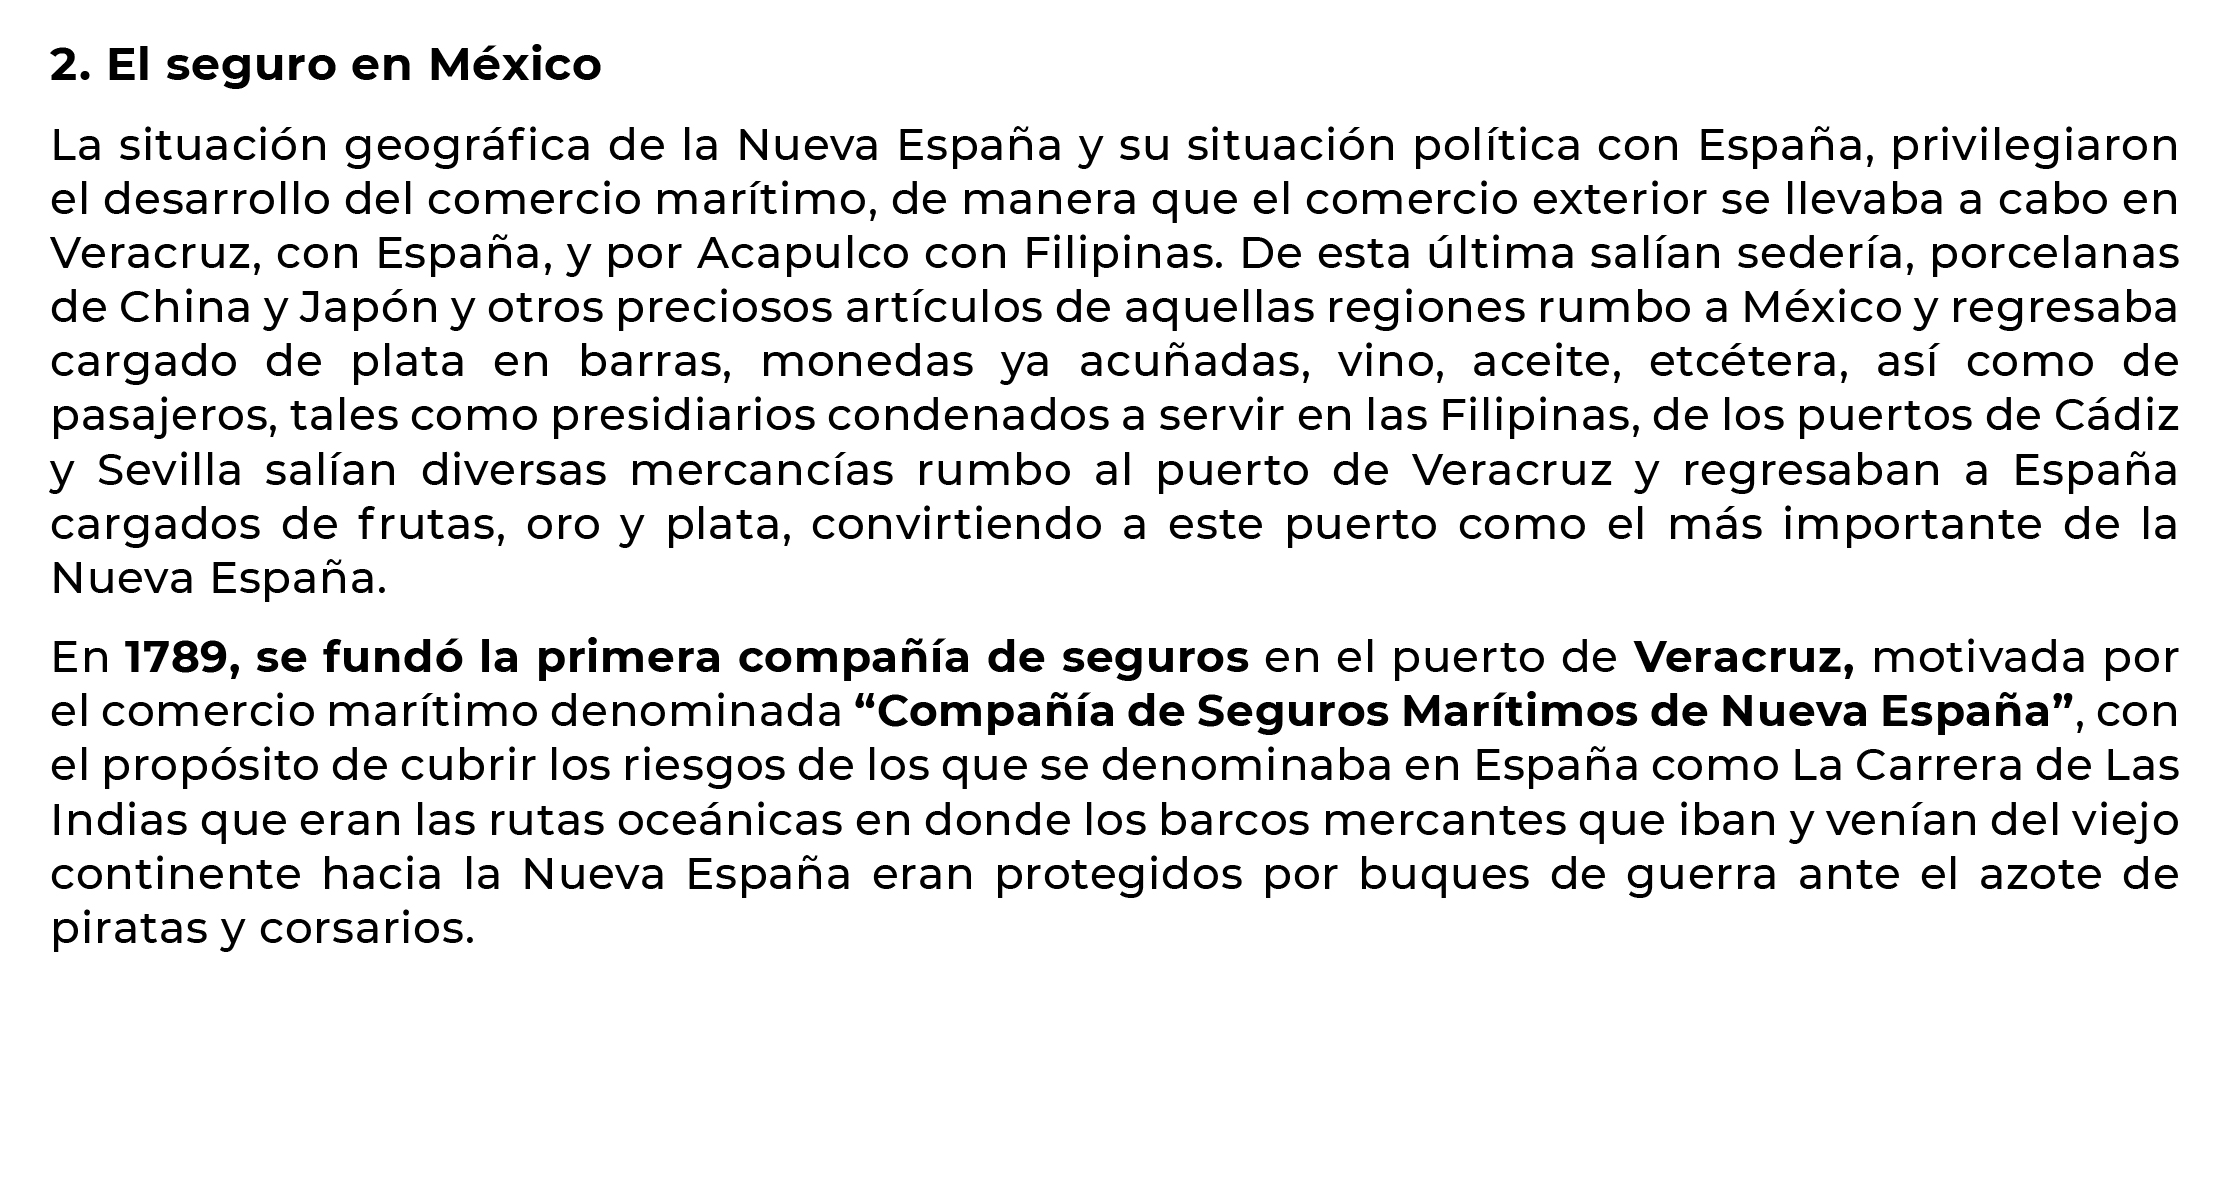 2. El seguro en México
La situación geográfica de la Nueva España y su situación política con España, privilegiaron
el desarrollo del comercio marítimo, de manera que el comercio exterior se llevaba a cabo en
Veracruz, con España, y por Acapulco con Filipinas. De esta última salían sedería, porcelanas
de China y Japón y otros preciosos artículos de aquellas regiones rumbo a México y regresaba
cargado de plata en barras, monedas ya acuñadas, vino, aceite, etcétera, así como de
pasajeros, tales como presidiarios condenados a servir en las Filipinas, de los puertos de Cádiz
y Sevilla salían diversas mercancías rumbo al puerto de Veracruz y regresaban a España
cargados de frutas, oro y plata, convirtiendo a este puerto como el más importante de la
Nueva España.
En 1789, se fundó la primera compañía de seguros en el puerto de Veracruz, motivada por
el comercio marítimo denominada “Compañía de Seguros Marítimos de Nueva España”, con
el propósito de cubrir los riesgos de los que se denominaba en España como La Carrera de Las
Indias que eran las rutas oceánicas en donde los barcos mercantes que iban y venían del viejo
continente hacia la Nueva España eran protegidos por buques de guerra ante el azote de
piratas y corsarios.